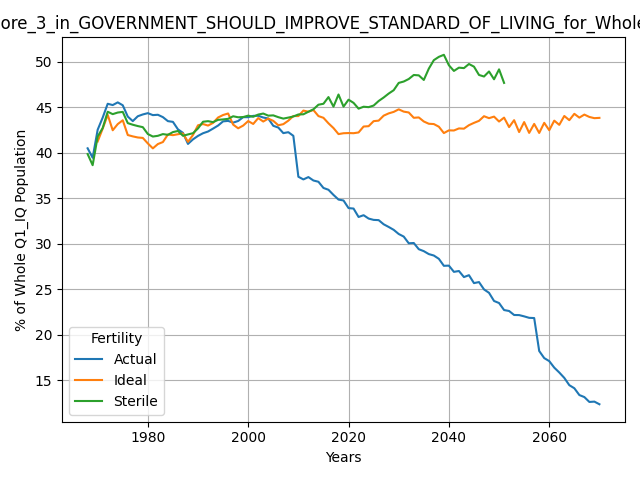 ore_3_in_GOVERNMENT_SHOULD_IMPROVE_STANDARD_OF_LIVING_for_Whole
% of Whole Q1_IQ Population
50
45
40
35
30
25
20
15
Fertility
Actual
Ideal
Sterile
1980 2000 2020 2040 2060
Years